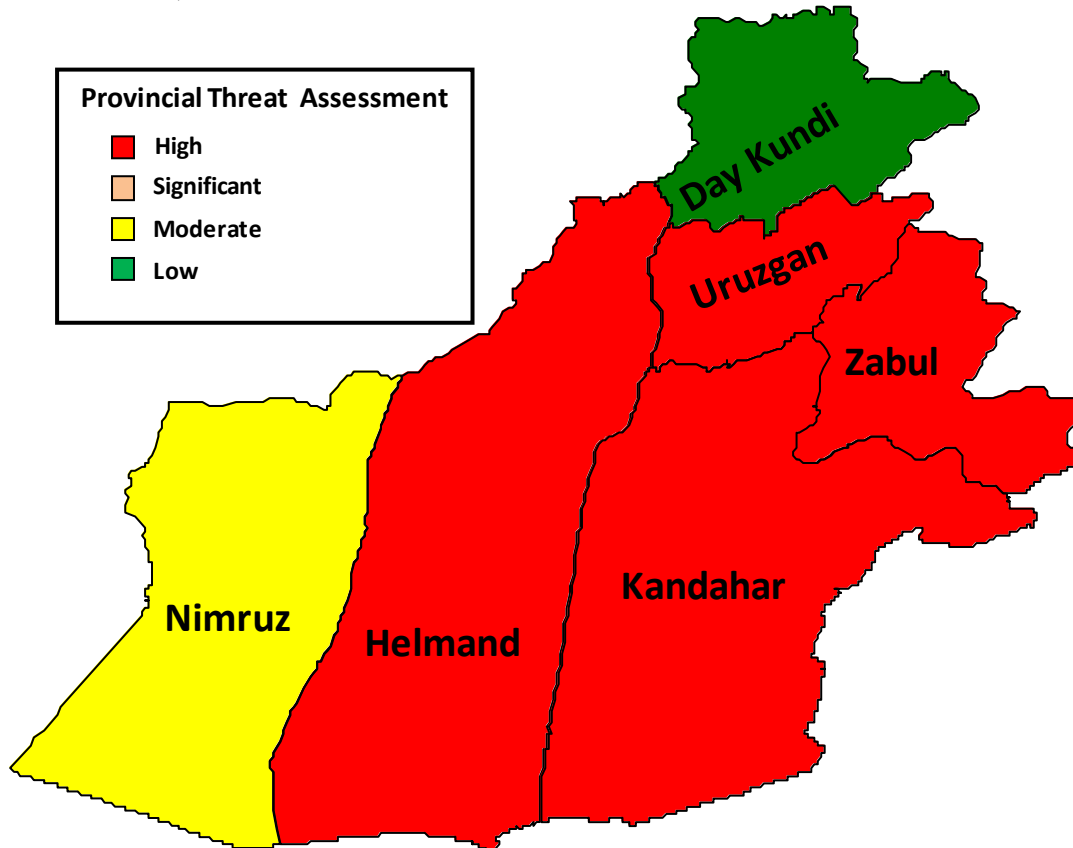 Provincial Threat Assessment
High
Significant
Moderate
Low
Day Kundi
Uruzgan
Zabul
Kandahar
Nimruz
Helmand